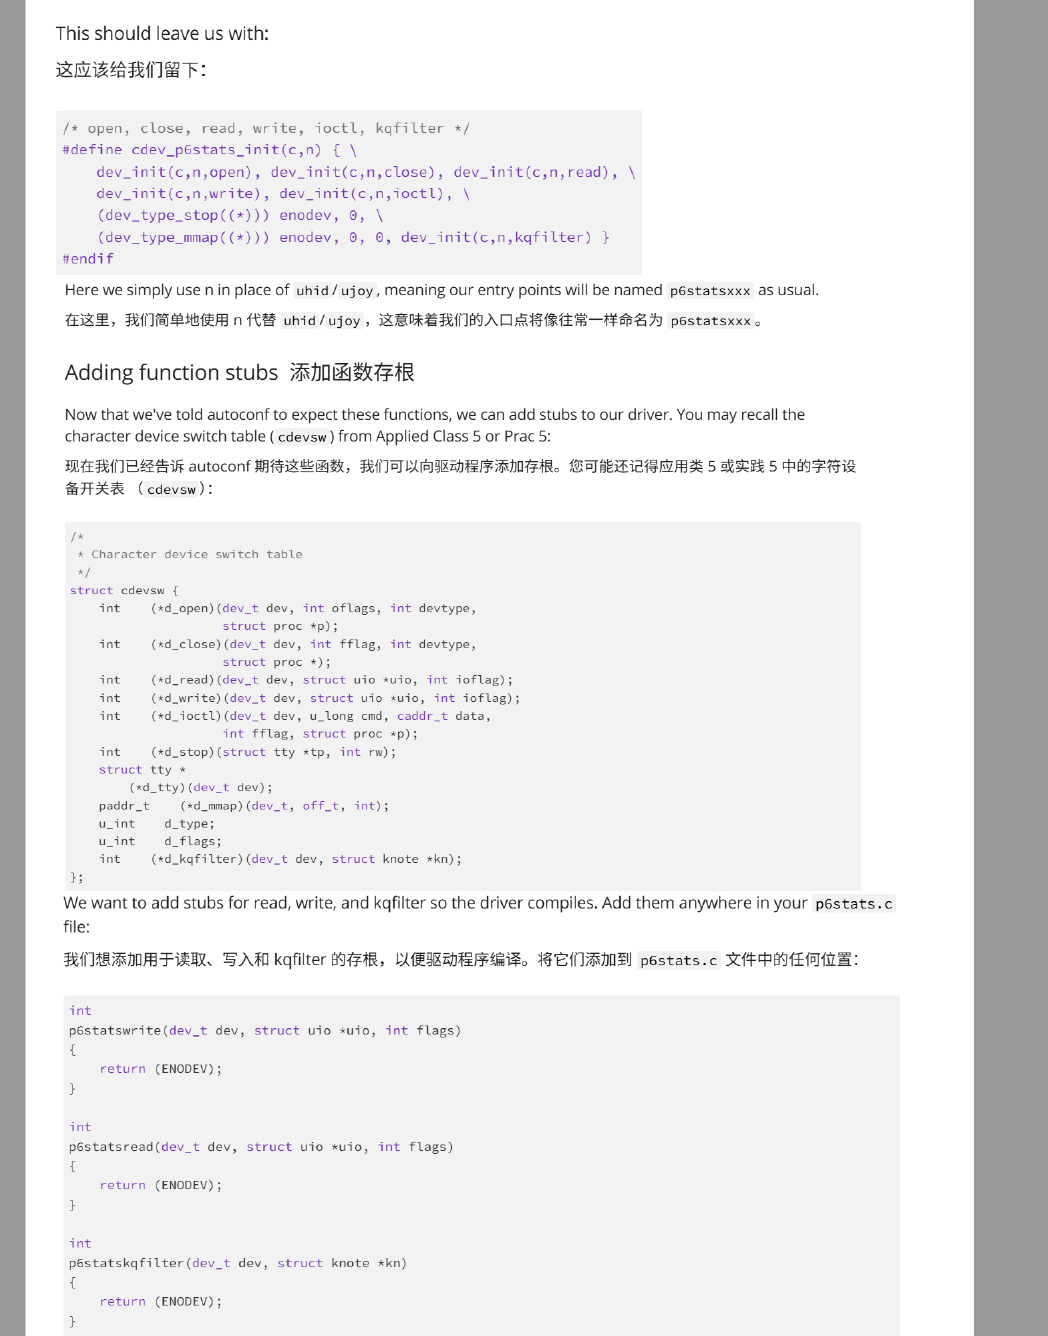 This should leave us with:
这应该给我们留下：
/* open, close, read, write, ioctl, kqfilter */
#define cdev_p6stats_init(c,n) { \
    dev_init(c,n,open), dev_init(c,n,close), dev_init(c,n,read), \
    dev_init(c,n,write), dev_init(c,n,ioctl), \
    (dev_type_stop((*))) enodev, 0, \
    (dev_type_mmap((*))) enodev, 0, 0, dev_init(c,n,kqfilter) }
#endif
Here we simply use n in place of uhid/ujoy, meaning our entry points will be named p6statsxxx as usual.
在这里，我们简单地使用 n 代替 uhid/ujoy，这意味着我们的入口点将像往常一样命名为 p6statsxxx。
Adding function stubs 添加函数存根
Now that we've told autoconf to expect these functions, we can add stubs to our driver. You may recall the
character device switch table (cdevsw) from Applied Class 5 or Prac 5:
现在我们已经告诉 autoconf 期待这些函数，我们可以向驱动程序添加存根。您可能还记得应用类 5 或实践 5 中的字符设
备开关表 （cdevsw）：
/*
 * Character device switch table
 */
struct cdevsw {
    int    (*d_open)(dev_t dev, int oflags, int devtype,
                     struct proc *p);
    int    (*d_close)(dev_t dev, int fflag, int devtype,
                     struct proc *);
    int    (*d_read)(dev_t dev, struct uio *uio, int ioflag);
    int    (*d_write)(dev_t dev, struct uio *uio, int ioflag);
    int    (*d_ioctl)(dev_t dev, u_long cmd, caddr_t data,
                     int fflag, struct proc *p);
    int    (*d_stop)(struct tty *tp, int rw);
    struct tty *
        (*d_tty)(dev_t dev);
    paddr_t    (*d_mmap)(dev_t, off_t, int);
    u_int    d_type;
    u_int    d_flags;
    int    (*d_kqfilter)(dev_t dev, struct knote *kn);
};
We want to add stubs for read, write, and kqfilter so the driver compiles. Add them anywhere in your p6stats.c
file:
我们想添加用于读取、写入和 kqfilter 的存根，以便驱动程序编译。将它们添加到 p6stats.c 文件中的任何位置：
int
p6statswrite(dev_t dev, struct uio *uio, int flags)
{
    return (ENODEV);
}
int
p6statsread(dev_t dev, struct uio *uio, int flags)
{
    return (ENODEV);
}
int
p6statskqfilter(dev_t dev, struct knote *kn)
{
    return (ENODEV);
}